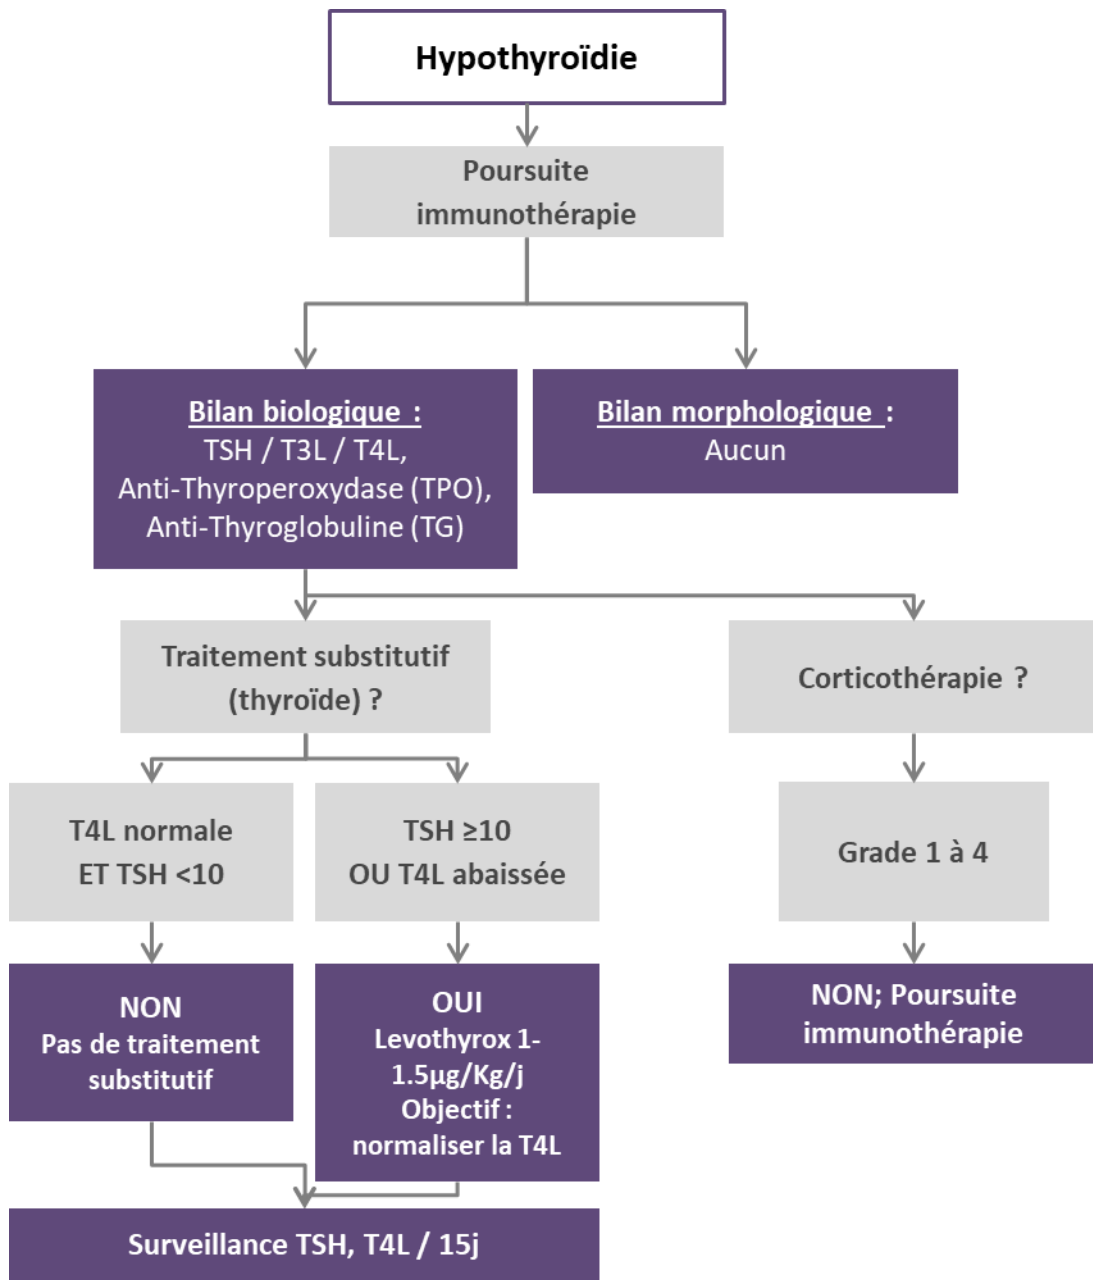 Hypothyroïdie
Poursuite
immunothérapie
Bilan biologique :
TSH / T3L / T4L,
Anti-Thyroperoxydase (TPO),
Anti-Thyroglobuline (TG)
Bilan morphologique :
Aucun
Traitement substitutif
(thyroïde) ?
Corticothérapie ?
T4L normale
ET TSH <10
TSH ≥10
OU T4L abaissée
Grade 1 à 4
NON
Pas de traitement
substitutif
OUI
Levothyrox 1-
1.5µg/Kg/j
Objectif :
normaliser la T4L
NON; Poursuite
immunothérapie
Surveillance TSH, T4L / 15j